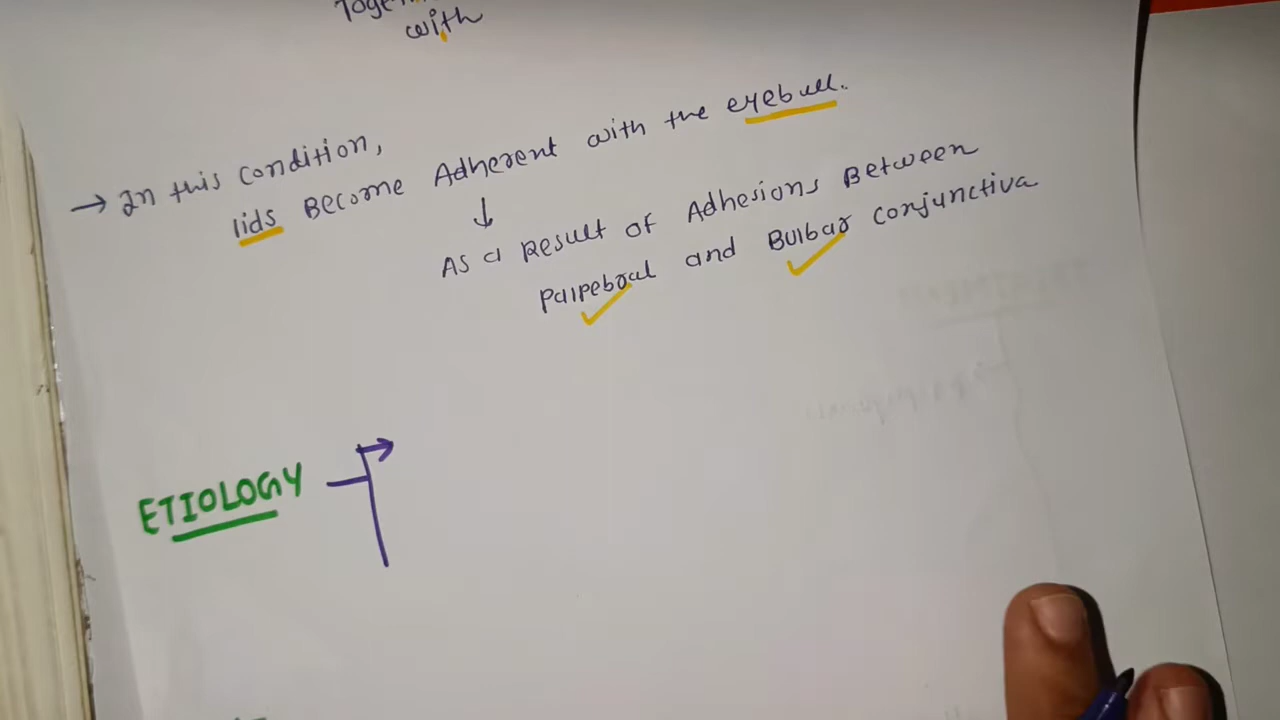 with
→ In this condition,
lids Become Adherent with the eyeball.
↓
As a Result of Adhesions Between
palpebral and Bulbar conjunctiva
ETIOLOGY